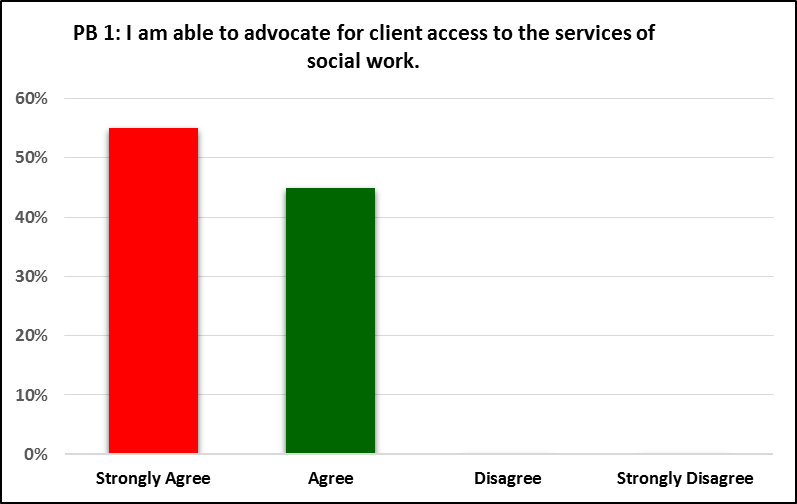 PB 1: I am able to advocate for client access to the services of
social work.
60%
50%
40%
30%
20%
10%
0%
Strongly Agree
Agree
Disagree
Strongly Disagree